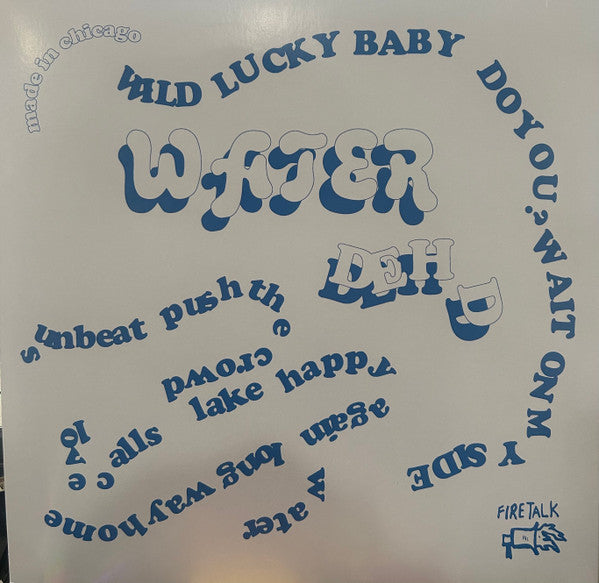 made in chicago
WILD LUCKY BABY DO YOU? WAIT ON MY SIDE
WATER
DEHD
sunbeat push the crowd
love calls lake happy again long way home
water
FIRETALK